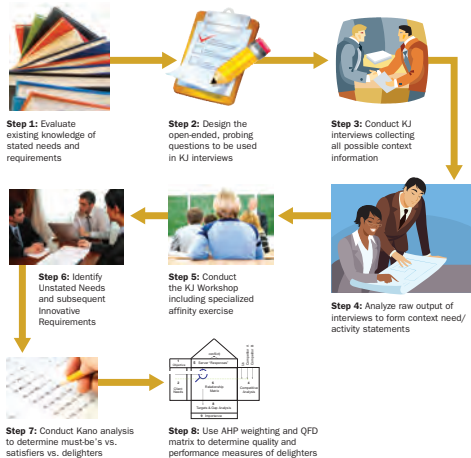 Step 1: Evaluate
existing knowledge of
stated needs and
requirements
Step 2: Design the
open-ended, probing
questions to be used
in KJ interviews
Step 3: Conduct KJ
interviews collecting
all possible context
information
Step 4: Analyze raw output of
interviews to form context need/
activity statements
Step 5: Conduct
the KJ Workshop
including specialized
affinity exercise
Step 6: Identify
Unstated Needs
and subsequent
Innovative
Requirements
Step 7: Conduct Kano analysis
to determine must-be's vs.
satisfiers vs. delighters
Relationship
Matrix
Competitive
Analysis
Targets & Gap Analysis
Importance
Step 8: Use AHP weighting and QFD
matrix to determine quality and
performance measures of delighters